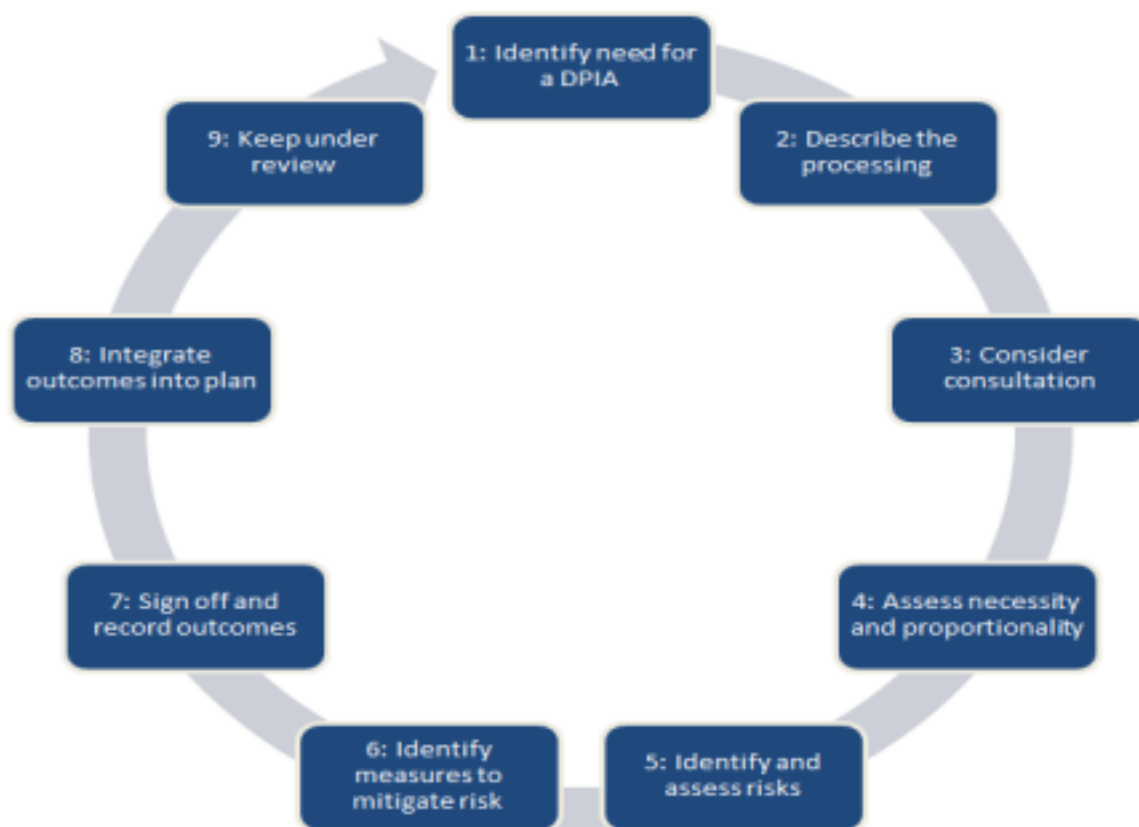 1: Identify need for
a DPIA
2: Describe the
processing
3: Consider
consultation
4: Assess necessity
and proportionality
5: Identify and
assess risks
6: Identify
measures to
mitigate risk
7: Sign off and
record outcomes
8: Integrate
outcomes into plan
9: Keep under
review